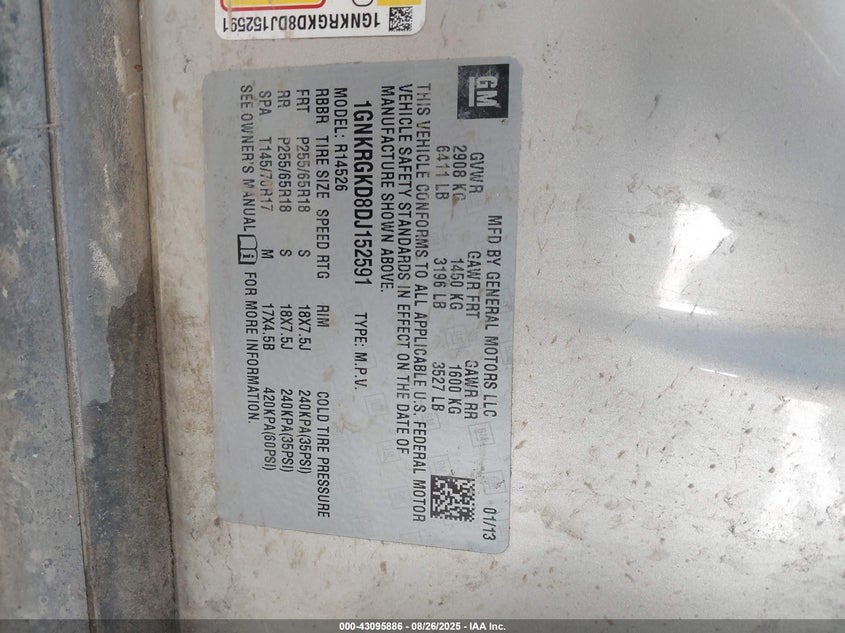 1GNKRGKD8DJ152591
GM
MFD BY GENERAL MOTORS LLC
01/13
GVWR GAWR FRT GAWR RR
2908 KG 1450 KG 1600 KG
6411 LB 3196 LB 3527 LB
THIS VEHICLE CONFORMS TO ALL APPLICABLE U.S. FEDERAL MOTOR
VEHICLE SAFETY STANDARDS IN EFFECT ON THE DATE OF
MANUFACTURE SHOWN ABOVE.
1GNKRGKD8DJ152591 TYPE: M.P.V.
MODEL: R14526
RBBR TIRE SIZE SPEED RTG RIM COLD TIRE PRESSURE
FRT P255/65R18 S 18X7.5J 240KPA(35PSI)
RR P255/65R18 S 18X7.5J 240KPA(35PSI)
SPA T145/70R17 M 17X4.5B 420KPA(60PSI)
SEE OWNER'S MANUAL FOR MORE INFORMATION.
000-43095886 - 08/26/2025 - IAA Inc.